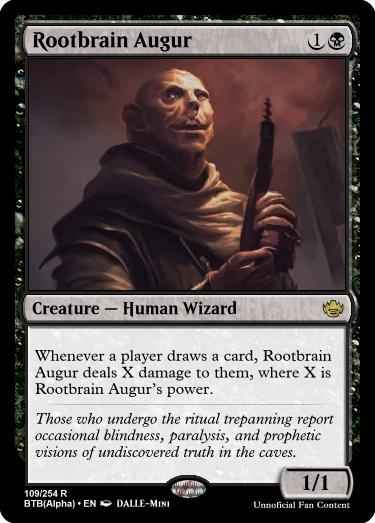 Rootbrain Augur 1
Creature — Human Wizard
Whenever a player draws a card, Rootbrain
Augur deals X damage to them, where X is
Rootbrain Augur's power.
Those who undergo the ritual trepanning report
occasional blindness, paralysis, and prophetic
visions of undiscovered truth in the caves.
1/1
109/254 R
BTB(Alpha) • EN DALLE-Mini
Unofficial Fan Content